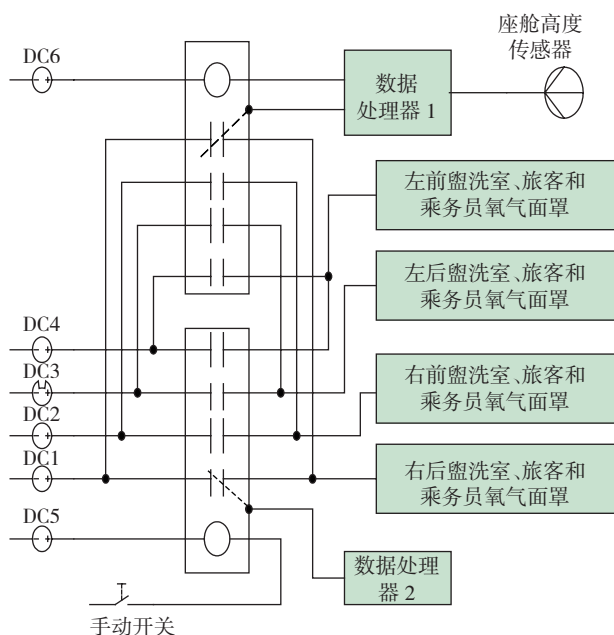 座舱高度
传感器
DC6
数据
处理器 1
左前盥洗室、旅客和
乘务员氧气面罩
左后盥洗室、旅客和
乘务员氧气面罩
DC4
DC3
右前盥洗室、旅客和
乘务员氧气面罩
DC2
DC1
右后盥洗室、旅客和
乘务员氧气面罩
DC5
数据处理
器 2
手动开关